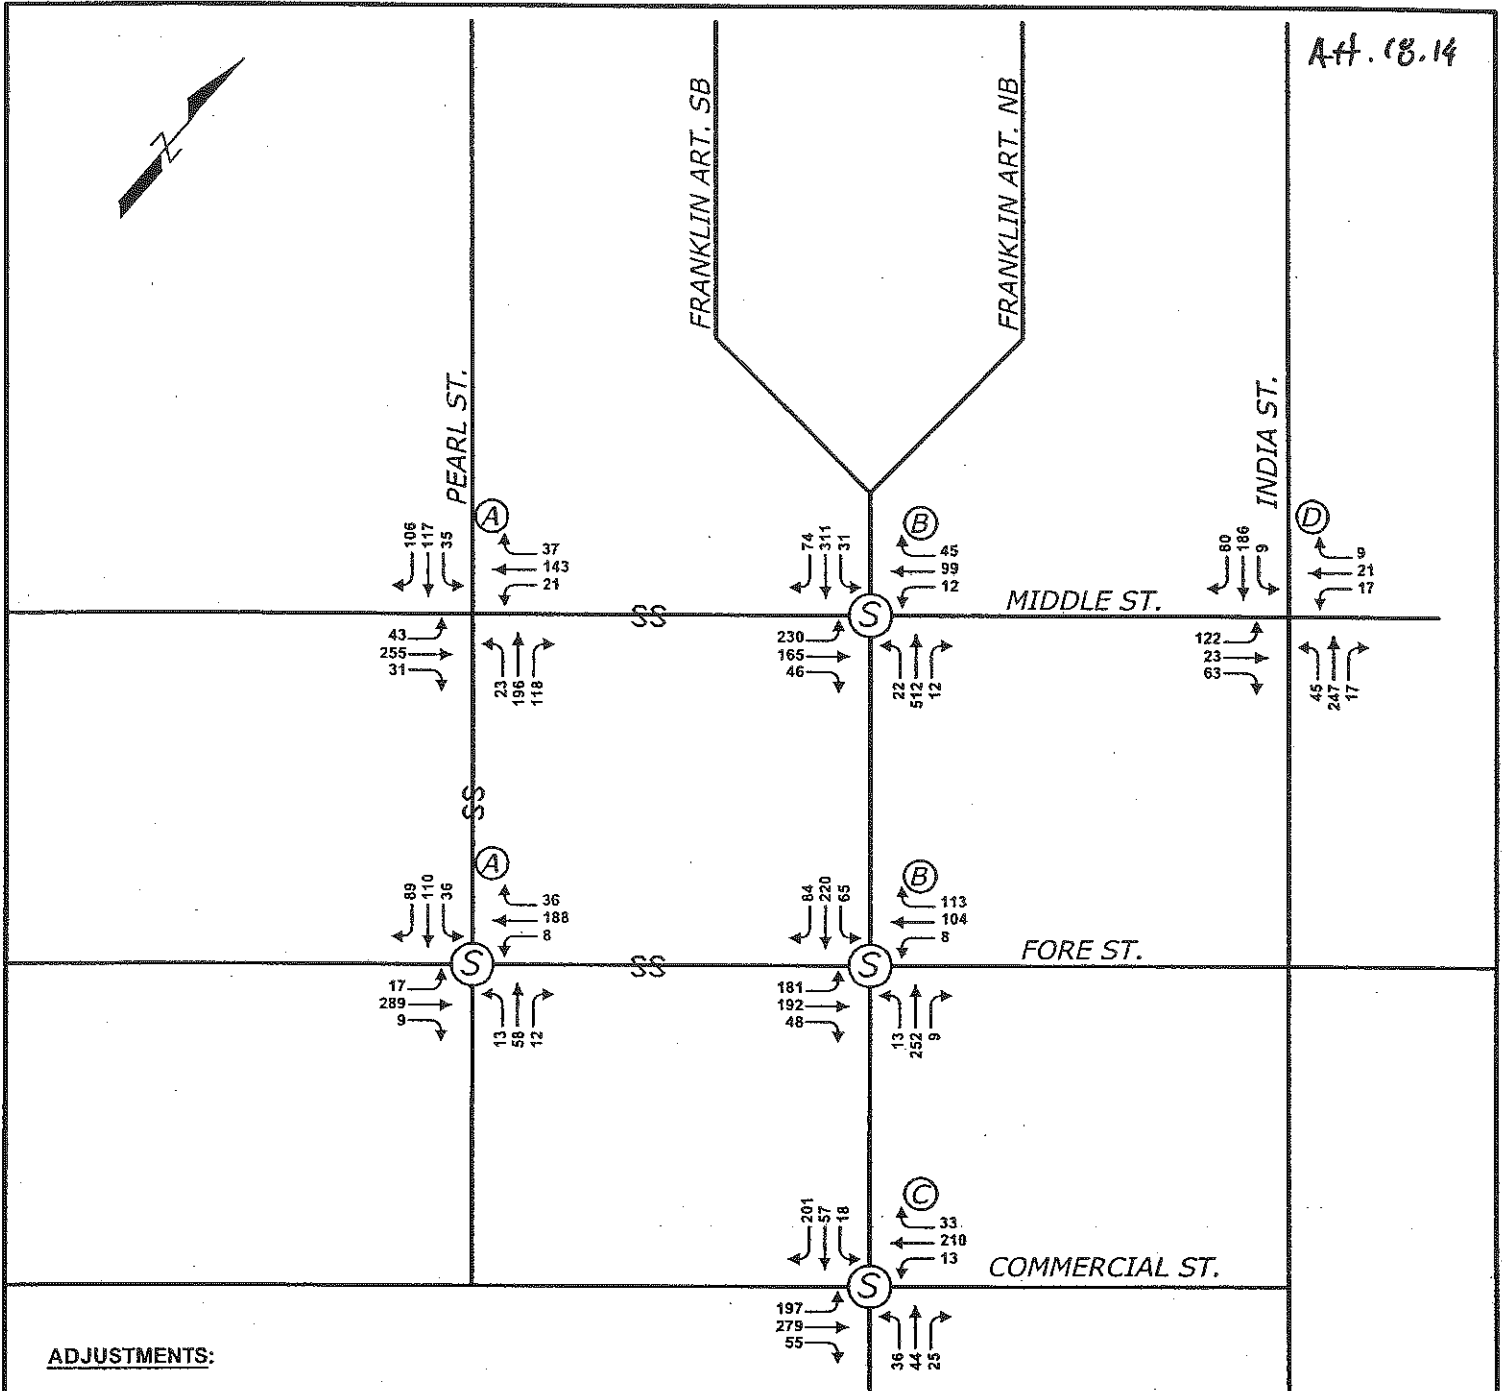 Att. 18.14
Z
FRANKLIN ART. SB
FRANKLIN ART. NB
PEARL ST.
INDIA ST.
A
106 117 35
37
143
21
43
255
31
23 196 118
B
74 311 31
45
99
12
S
230
165
46
22 512 12
MIDDLE ST.
D
80 186 9
9
21
17
122
23
63
45 247 17
SS
SS
A
89 110 36
36
188
8
S
17
289
9
13 58 12
SS
B
84 220 65
113
104
8
S
181
192
48
13 252 9
FORE ST.
C
201 57 18
33
210
13
S
197
279
55
36 44 25
COMMERCIAL ST.
ADJUSTMENTS: